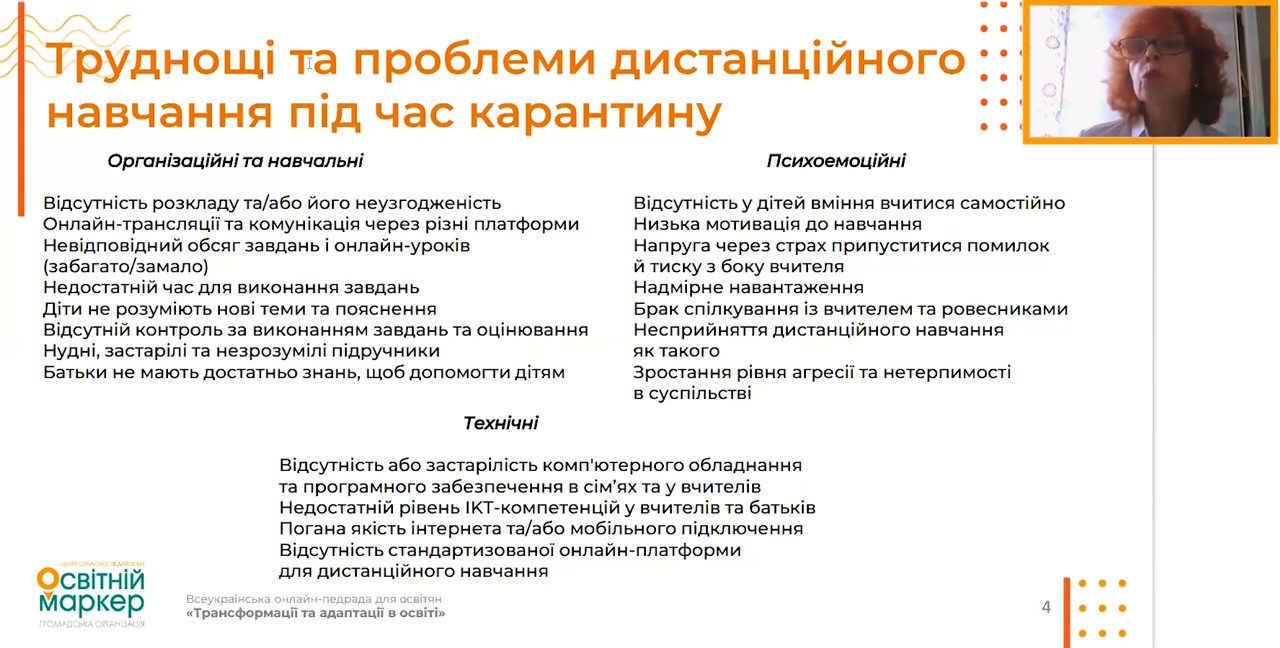 Труднощі та проблеми дистанційного
навчання під час карантину
Організаційні та навчальні
Відсутність розкладу та/або його неузгодженість
Онлайн-трансляції та комунікація через різні платформи
Невідповідний обсяг завдань і онлайн-уроків
(забагато/замало)
Недостатній час для виконання завдань
Діти не розуміють нові теми та пояснення
Відсутній контроль за виконанням завдань та оцінювання
Нудні, застарілі та незрозумілі підручники
Батьки не мають достатньо знань, щоб допомогти дітям
Психоемоційні
Відсутність у дітей вміння вчитися самостійно
Низька мотивація до навчання
Напруга через страх припуститися помилок
й тиску з боку вчителя
Надмірне навантаження
Брак спілкування із вчителем та ровесниками
Несприйняття дистанційного навчання
як такого
Зростання рівня агресії та нетерпимості
в суспільстві
Технічні
Відсутність або застарілість комп'ютерного обладнання
та програмного забезпечення в сім’ях та у вчителів
Недостатній рівень ІКТ-компетенцій у вчителів та батьків
Погана якість інтернета та/або мобільного підключення
Відсутність стандартизованої онлайн-платформи
для дистанційного навчання
ЦЕНТР СУЧАСНОЇ ПЕДАГОГІКИ
Освітній
маркер
ГРОМАДСЬКА ОРГАНІЗАЦІЯ
Всеукраїнська онлайн-педрада для освітян
«Трансформації та адаптації в освіті»
4